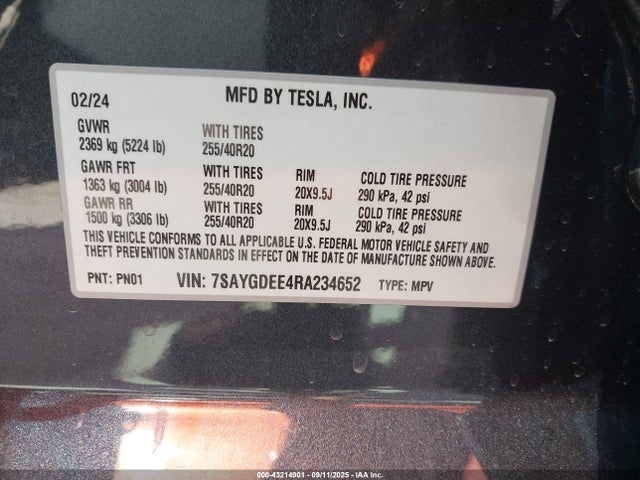 02/24 MFD BY TESLA, INC.
GVWR WITH TIRES
2369 kg (5224 lb) 255/40R20
GAWR FRT WITH TIRES RIM COLD TIRE PRESSURE
1363 kg (3004 lb) 255/40R20 20X9.5J 290 kPa, 42 psi
GAWR RR WITH TIRES RIM COLD TIRE PRESSURE
1500 kg (3306 lb) 255/40R20 20X9.5J 290 kPa, 42 psi
THIS VEHICLE CONFORMS TO ALL APPLICABLE U.S. FEDERAL MOTOR VEHICLE SAFETY AND
THEFT PREVENTION STANDARDS IN EFFECT ON THE DATE OF MANUFACTURE SHOWN ABOVE.
PNT: PN01 VIN: 7SAYGDEE4RA234652 TYPE: MPV
000-43214901 - 09/11/2025 - IAA Inc.